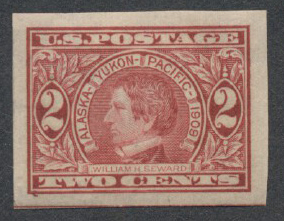 U.S. POSTAGE
ALASKA-YUKON-PACIFIC-1909
2 2
WILLIAM H. SEWARD
TWO CENTS